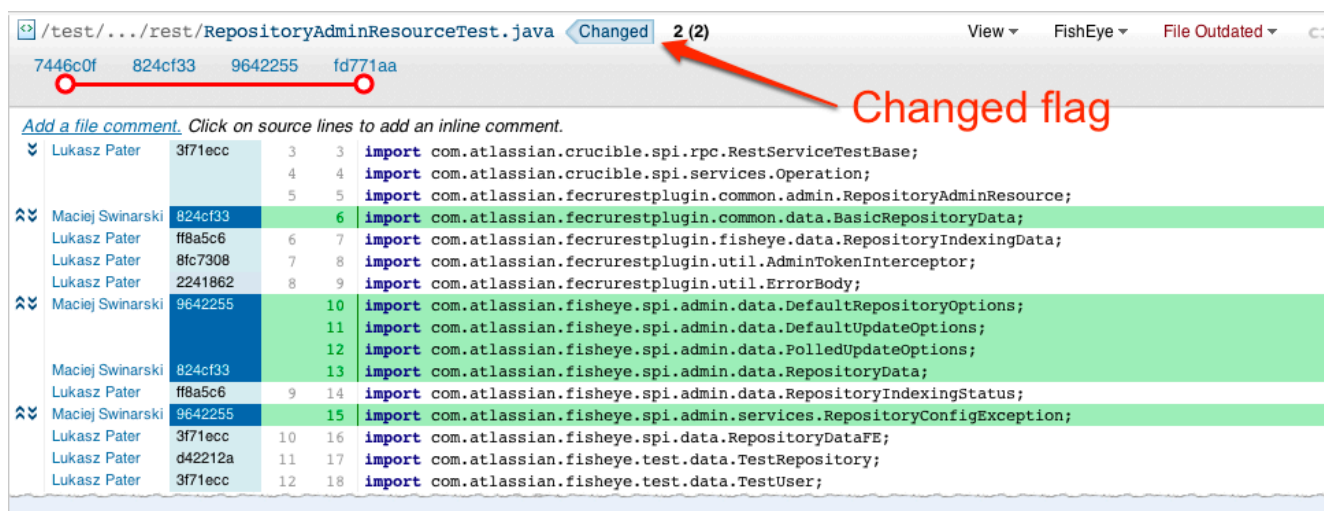 /test/.../rest/RepositoryAdminResourceTest.java Changed 2 (2) View FishEye File Outdated
7446c0f 824cf33 9642255 fd771aa
Changed flag
Add a file comment. Click on source lines to add an inline comment.
Lukasz Pater 3f71ecc 3 3 import com.atlassian.crucible.spi.rpc.RestServiceTestBase;
4 4 import com.atlassian.crucible.spi.services.Operation;
5 5 import com.atlassian.fecrurestplugin.common.admin.RepositoryAdminResource;
Maciej Swinarski 824cf33 6 import com.atlassian.fecrurestplugin.common.data.BasicRepositoryData;
Lukasz Pater ff8a5c6 6 7 import com.atlassian.fecrurestplugin.fisheye.data.RepositoryIndexingData;
Lukasz Pater 8fc7308 7 8 import com.atlassian.fecrurestplugin.util.AdminTokenInterceptor;
Lukasz Pater 2241862 8 9 import com.atlassian.fecrurestplugin.util.ErrorBody;
Maciej Swinarski 9642255 10 import com.atlassian.fisheye.spi.admin.data.DefaultRepositoryOptions;
11 import com.atlassian.fisheye.spi.admin.data.DefaultUpdateOptions;
12 import com.atlassian.fisheye.spi.admin.data.PolledUpdateOptions;
Maciej Swinarski 824cf33 13 import com.atlassian.fisheye.spi.admin.data.RepositoryData;
Lukasz Pater ff8a5c6 9 14 import com.atlassian.fisheye.spi.admin.data.RepositoryIndexingStatus;
Maciej Swinarski 9642255 15 import com.atlassian.fisheye.spi.admin.services.RepositoryConfigException;
Lukasz Pater 3f71ecc 10 16 import com.atlassian.fisheye.spi.data.RepositoryDataFE;
Lukasz Pater d42212a 11 17 import com.atlassian.fisheye.test.data.TestRepository;
Lukasz Pater 3f71ecc 12 18 import com.atlassian.fisheye.test.data.TestUser;